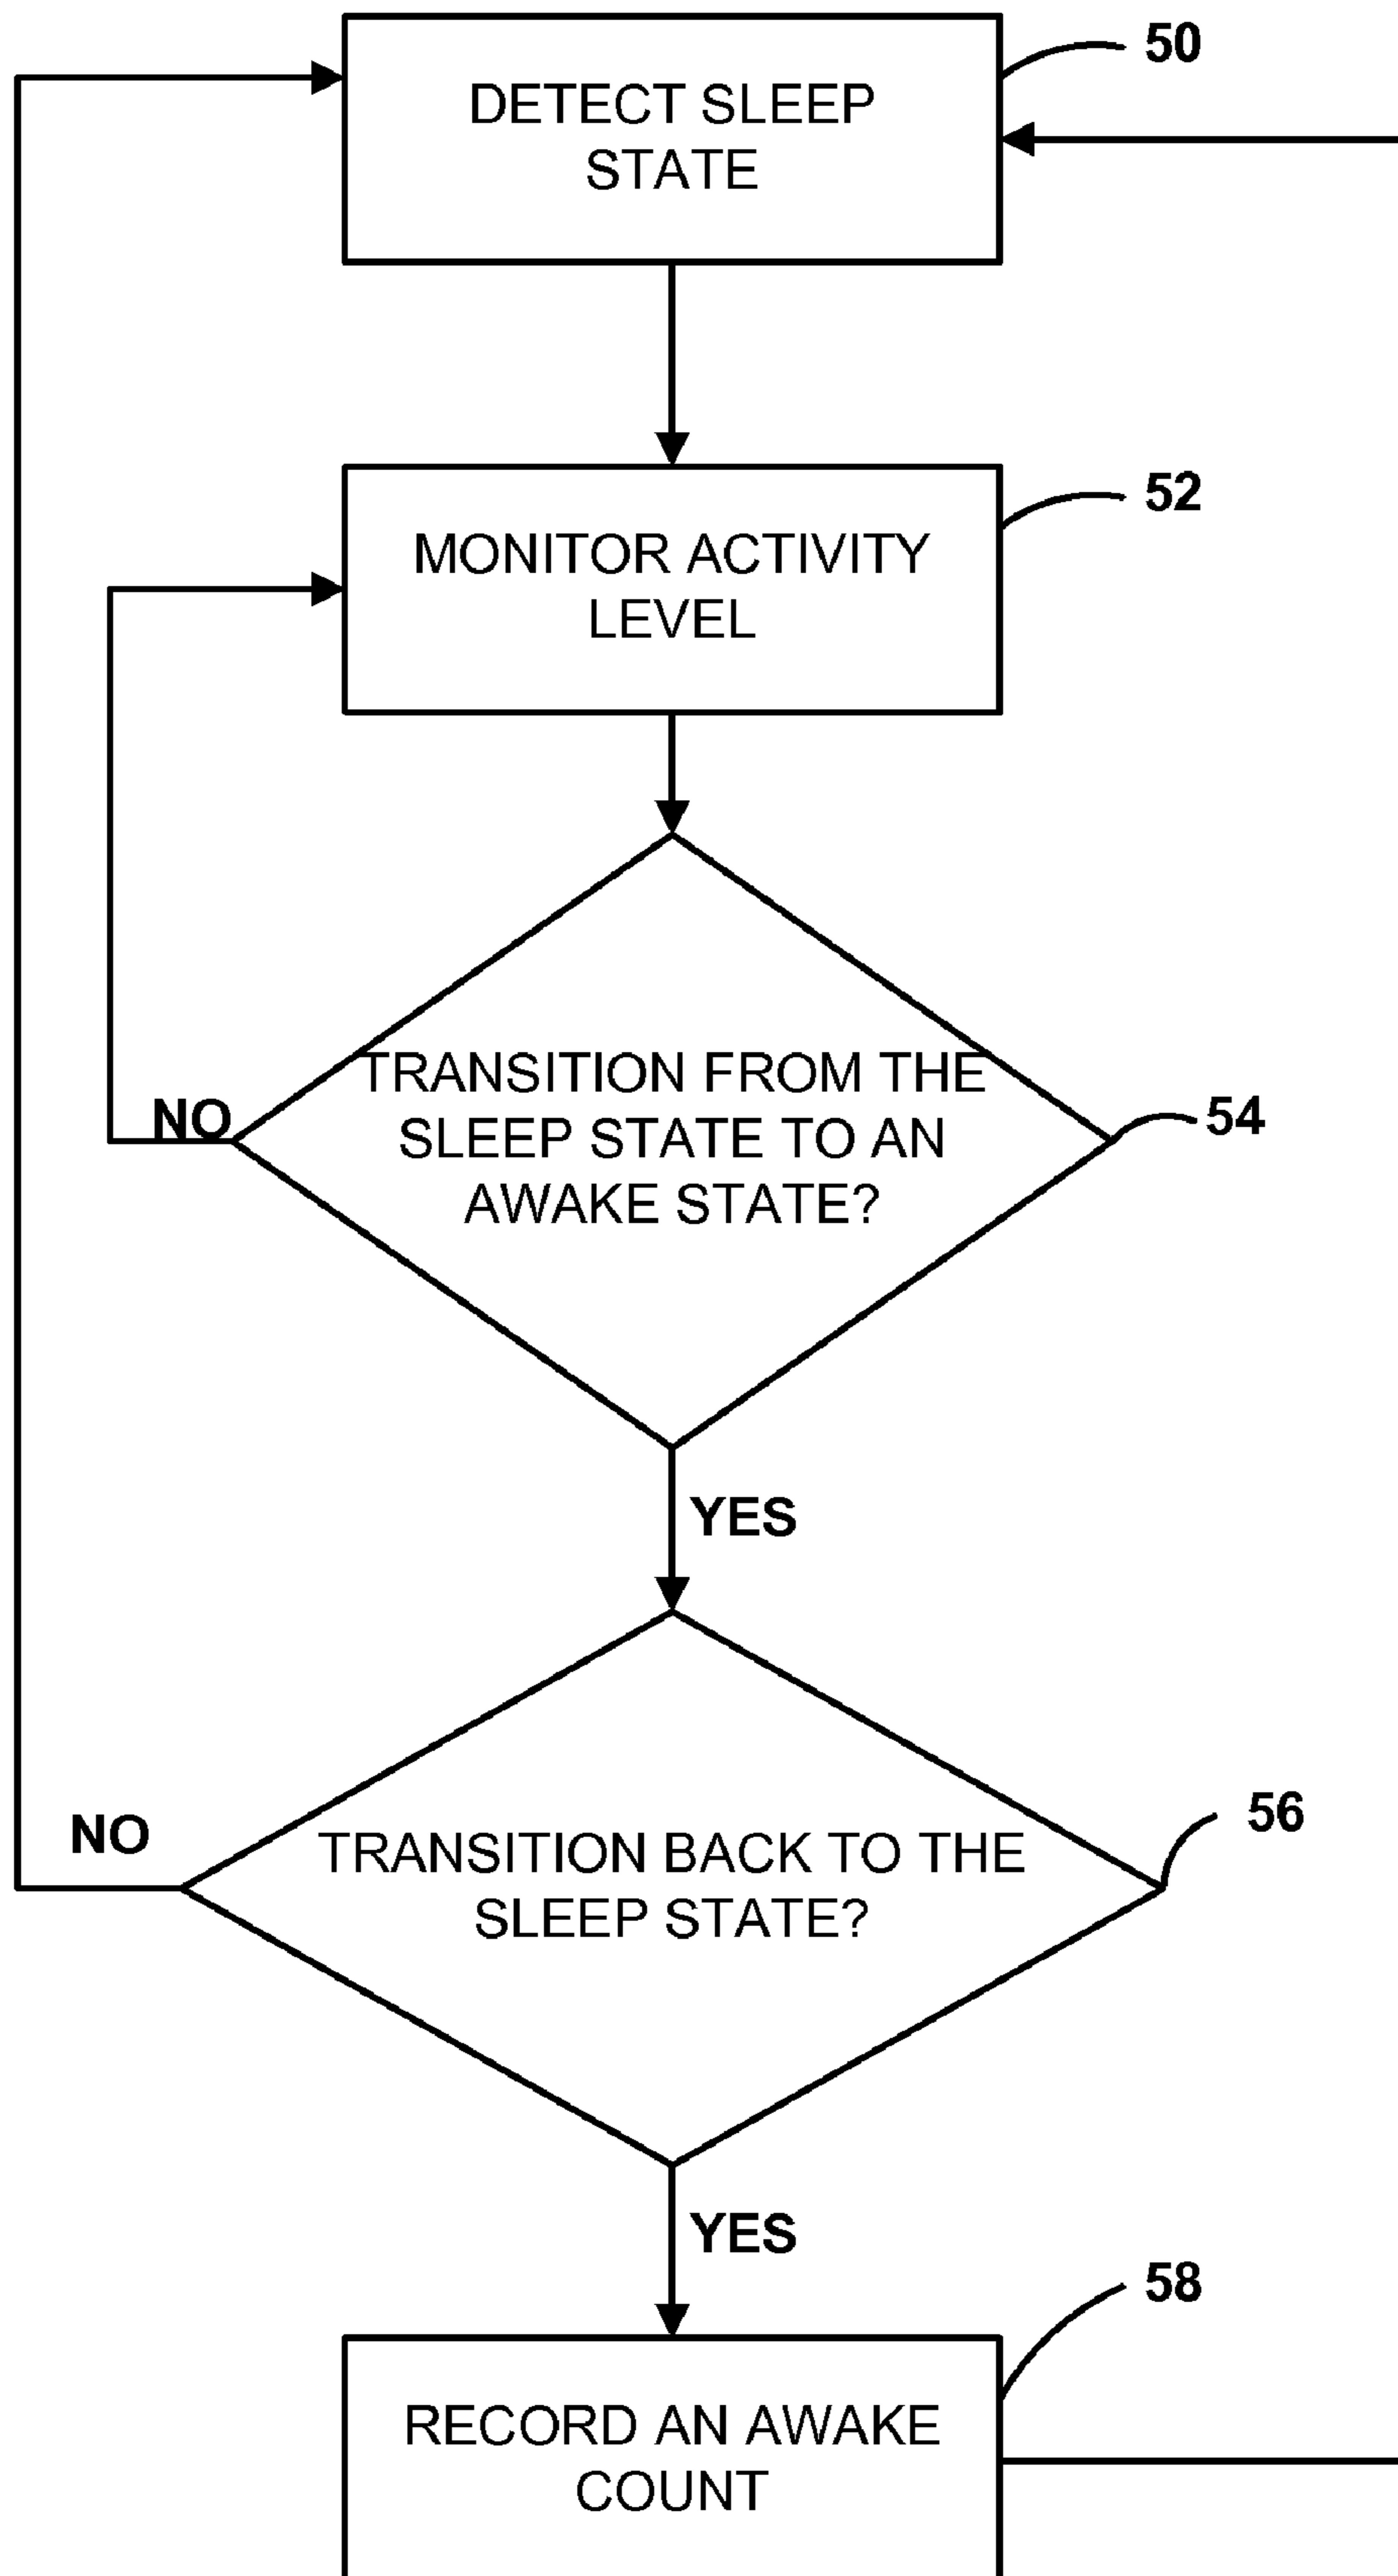 50
DETECT SLEEP
STATE
52
MONITOR ACTIVITY
LEVEL
TRANSITION FROM THE
SLEEP STATE TO AN
AWAKE STATE?
NO
54
YES
56
NO
TRANSITION BACK TO THE
SLEEP STATE?
YES
58
RECORD AN AWAKE
COUNT